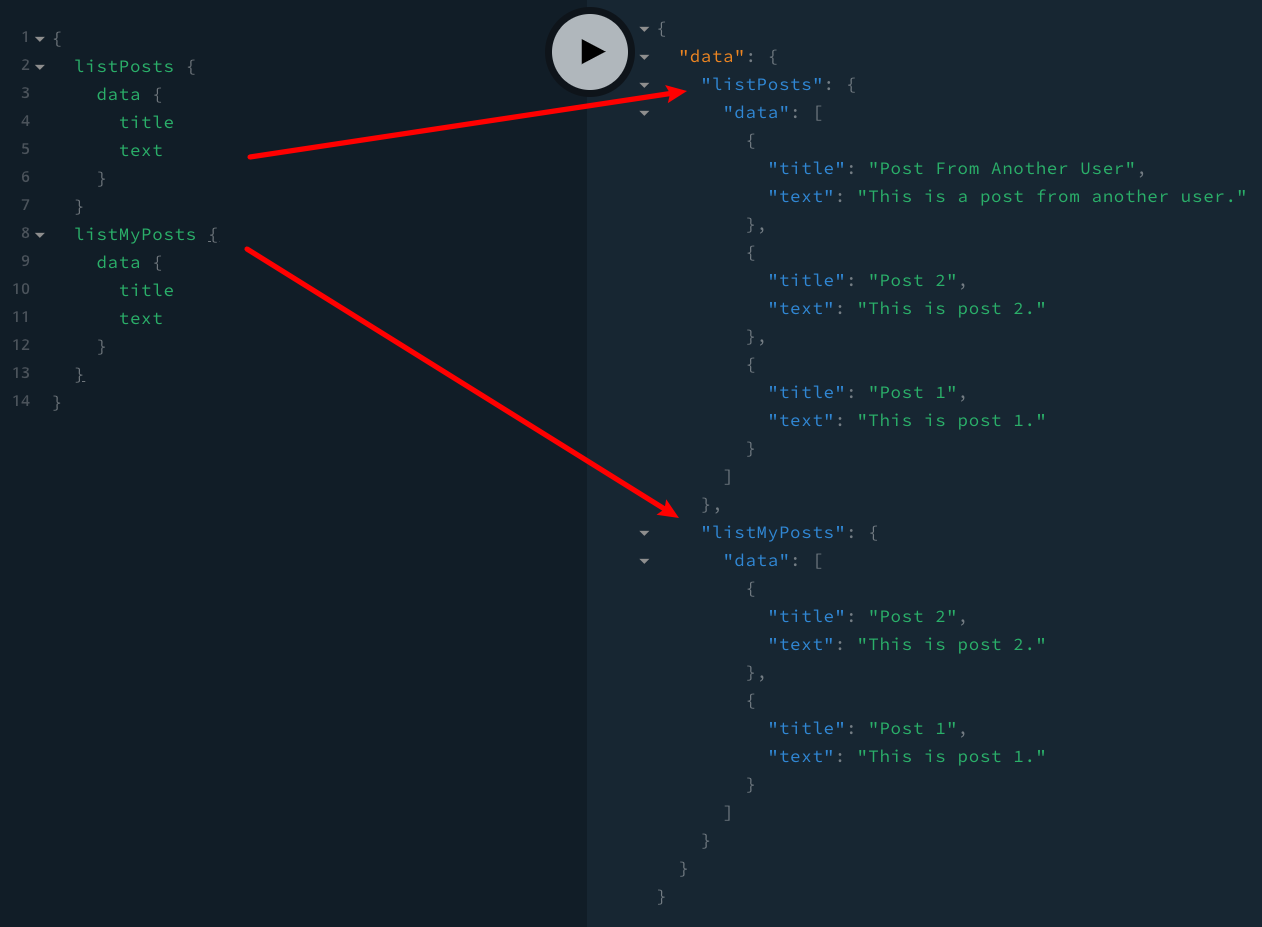 1 {
2 listPosts {
3 data {
4 title
5 text
6 }
7 }
8 listMyPosts {
9 data {
10 title
11 text
12 }
13 }
14 }
{
"data": {
"listPosts": {
"data": [
{
"title": "Post From Another User",
"text": "This is a post from another user."
},
{
"title": "Post 2",
"text": "This is post 2."
},
{
"title": "Post 1",
"text": "This is post 1."
}
]
},
"listMyPosts": {
"data": [
{
"title": "Post 2",
"text": "This is post 2."
},
{
"title": "Post 1",
"text": "This is post 1."
}
]
}
}
}